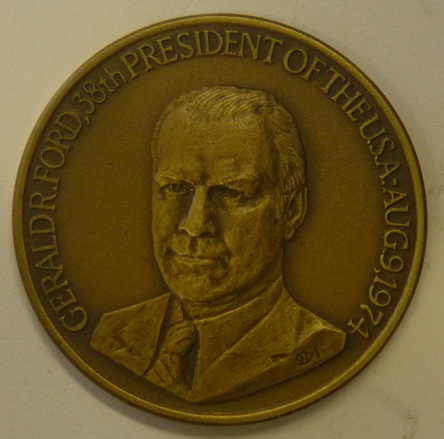 GERALD R. FORD, 38th PRESIDENT OF THE U.S.A.-AUG. 9, 1974